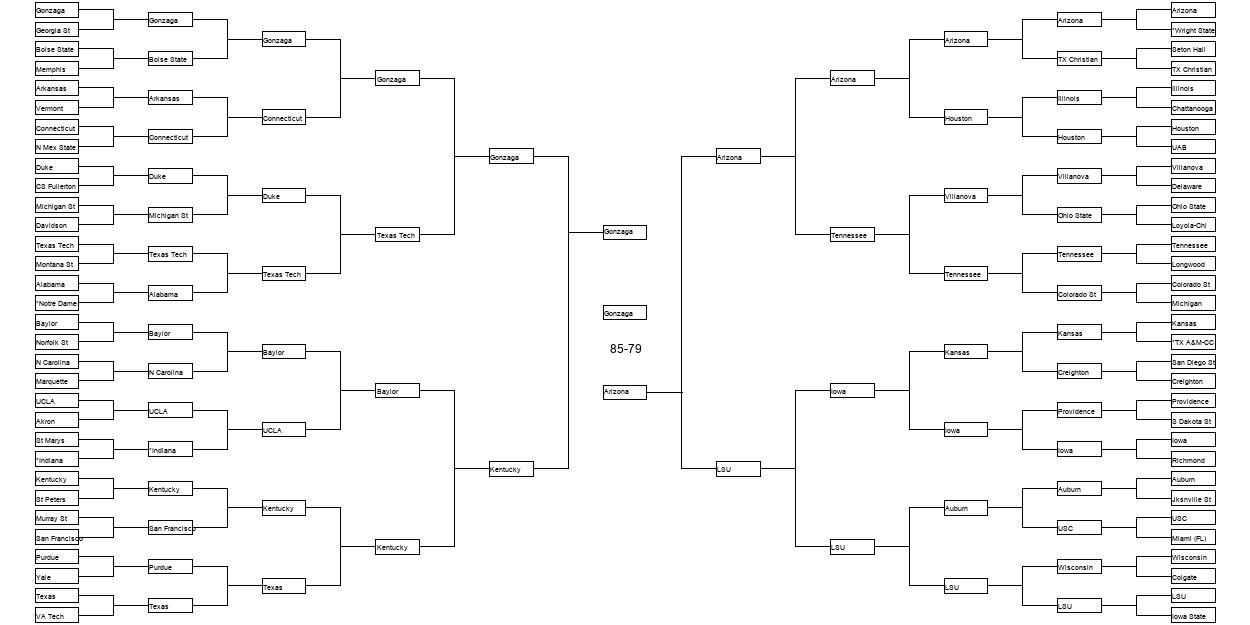 Gonzaga
Georgia St
Boise State
Memphis
Arkansas
Vermont
Connecticut
N Mex State
Duke
CS Fullerton
Michigan St
Davidson
Texas Tech
Montana St
Alabama
*Notre Dame
Baylor
Norfolk St
N Carolina
Marquette
UCLA
Akron
St Marys
*Indiana
Kentucky
St Peters
Murray St
San Francisco
Purdue
Yale
Texas
VA Tech
Gonzaga
Boise State
Arkansas
Connecticut
Duke
Michigan St
Texas Tech
Alabama
Baylor
N Carolina
UCLA
*Indiana
Kentucky
San Francisco
Purdue
Texas
Gonzaga
Connecticut
Duke
Texas Tech
Baylor
UCLA
Kentucky
Texas
Gonzaga
Texas Tech
Baylor
Kentucky
Gonzaga
Kentucky
Gonzaga
Gonzaga
85-79
Arizona
Arizona
LSU
Arizona
Tennessee
Iowa
LSU
Arizona
Houston
Villanova
Tennessee
Kansas
Iowa
Auburn
LSU
Arizona
TX Christian
Illinois
Houston
Villanova
Ohio State
Tennessee
Colorado St
Kansas
Creighton
Providence
Iowa
Auburn
USC
Wisconsin
LSU
Arizona
*Wright State
Seton Hall
TX Christian
Illinois
Chattanooga
Houston
UAB
Villanova
Delaware
Ohio State
Loyola-Chi
Tennessee
Longwood
Colorado St
Michigan
Kansas
*TX A&M-CC
San Diego St
Creighton
Providence
S Dakota St
Iowa
Richmond
Auburn
Jksnville St
USC
Miami (FL)
Wisconsin
Colgate
LSU
Iowa State